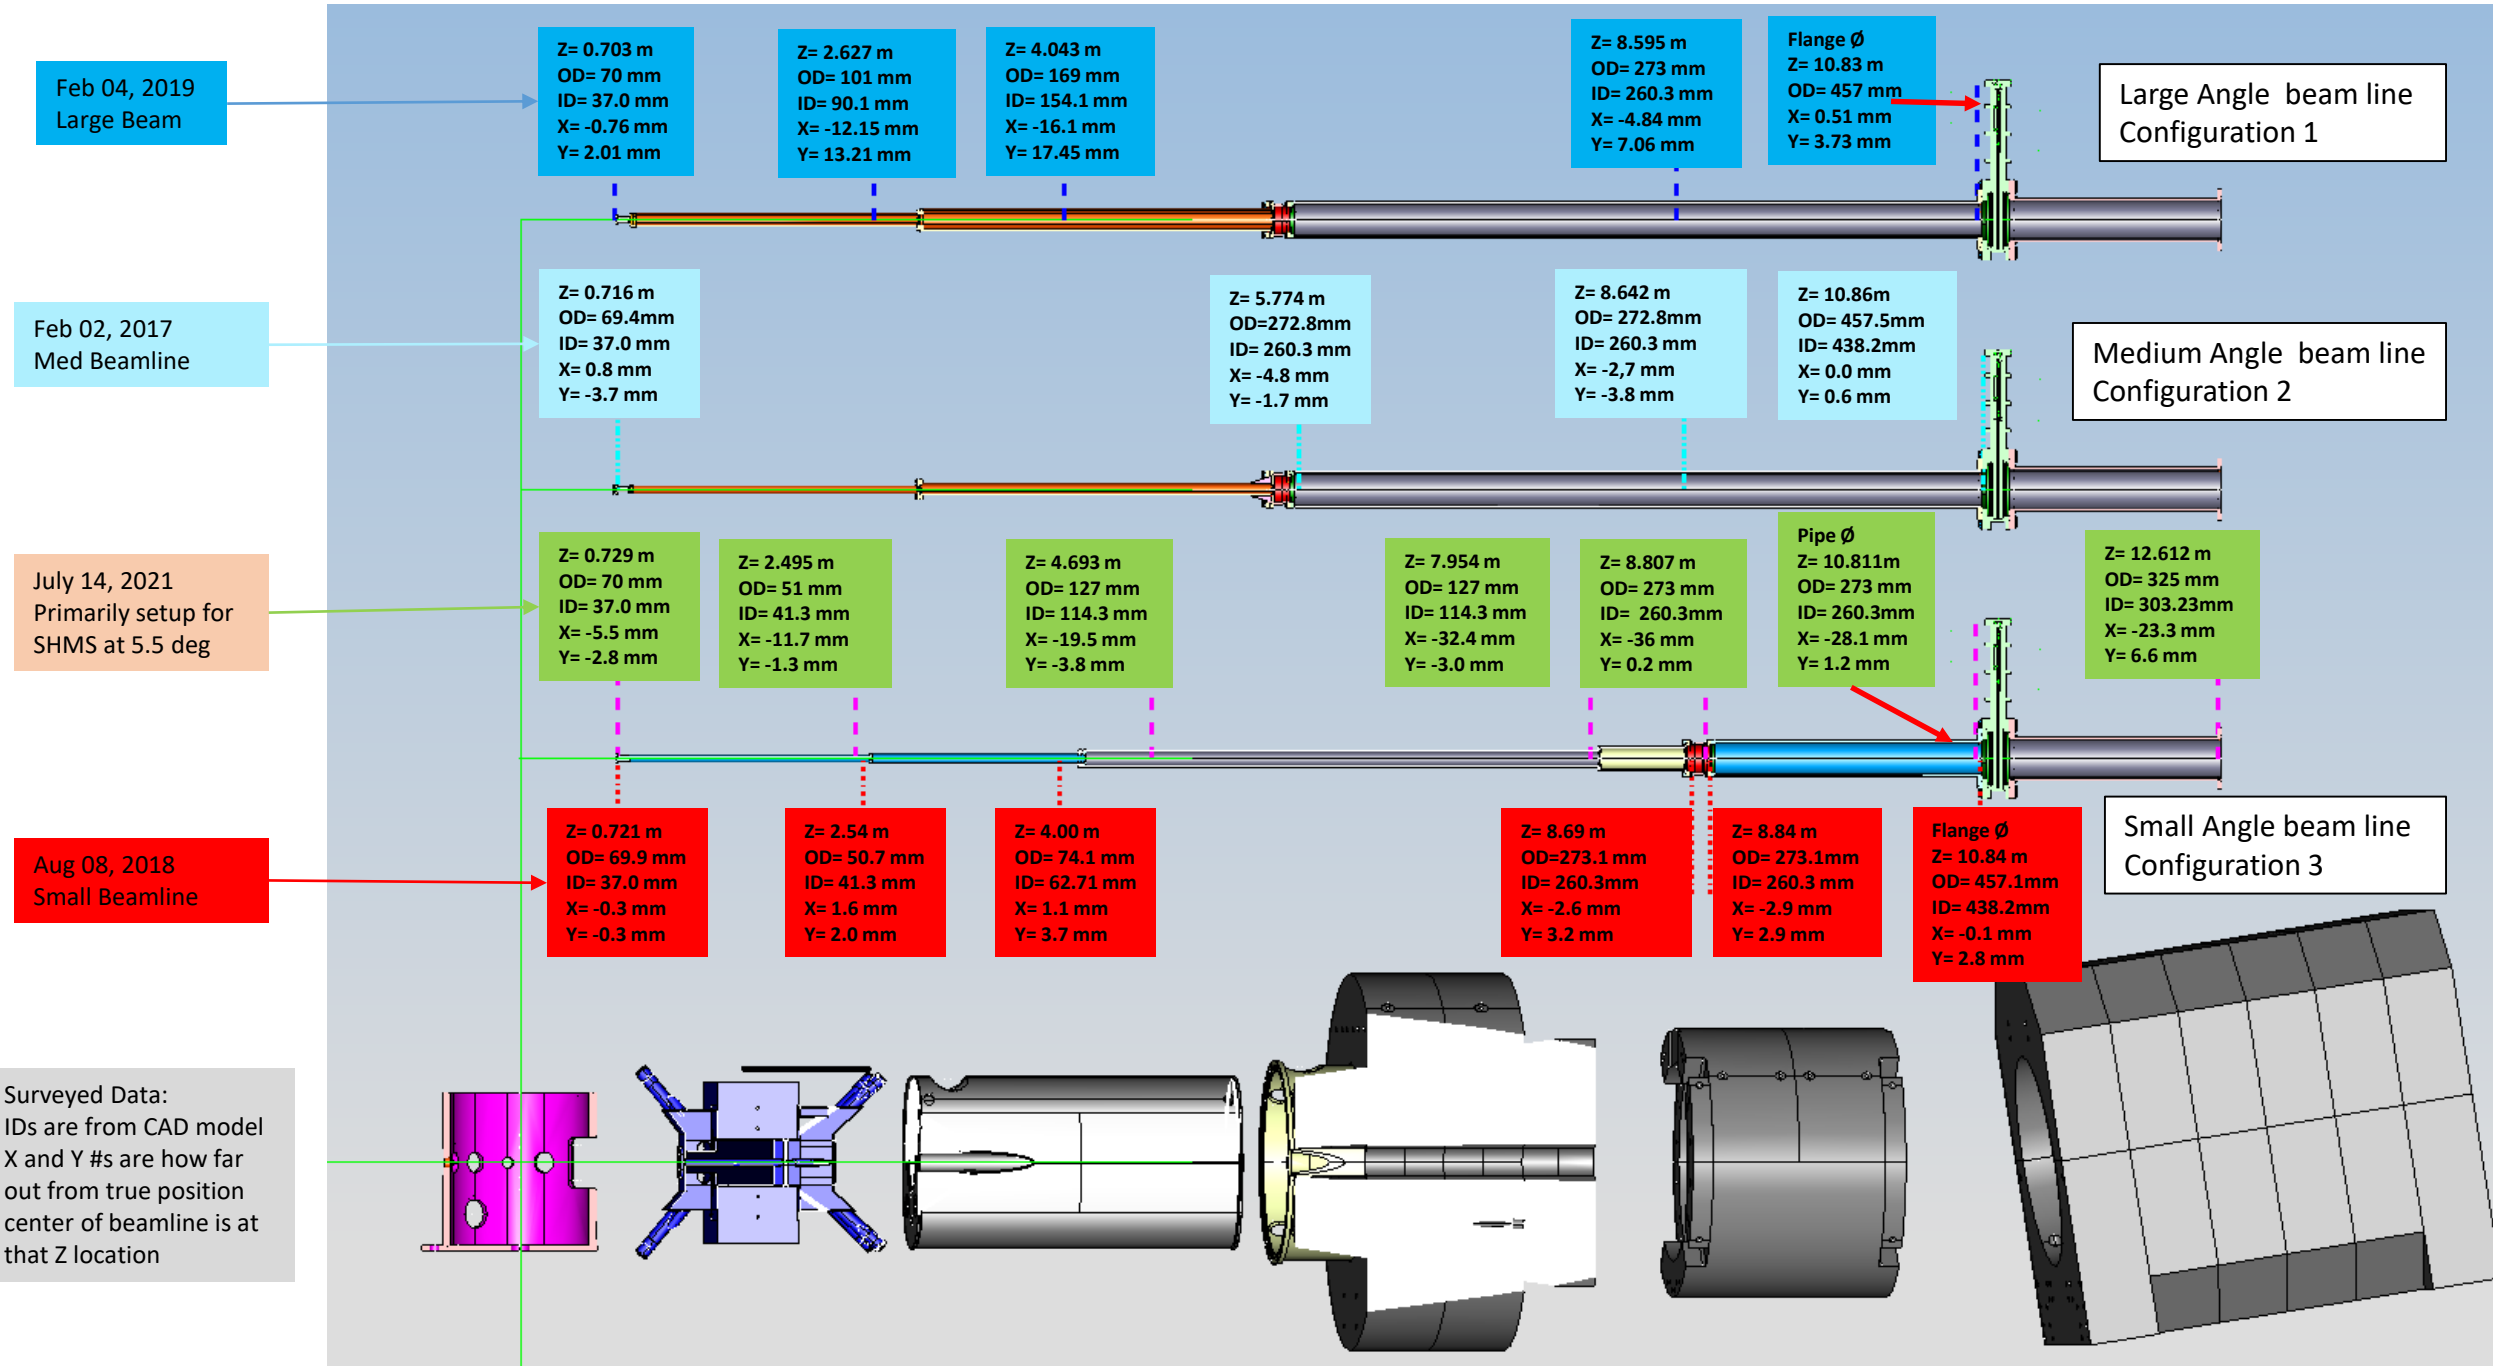 Feb 04, 2019
Large Beam
Z= 0.703 m
OD= 70 mm
ID= 37.0 mm
X= -0.76 mm
Y= 2.01 mm
Z= 2.627 m
OD= 101 mm
ID= 90.1 mm
X= -12.15 mm
Y= 13.21 mm
Z= 4.043 m
OD= 169 mm
ID= 154.1 mm
X= -16.1 mm
Y= 17.45 mm
Z= 8.595 m
OD= 273 mm
ID= 260.3 mm
X= -4.84 mm
Y= 7.06 mm
Flange Ø
Z= 10.83 m
OD= 457 mm
X= 0.51 mm
Y= 3.73 mm
Large Angle  beam line
Configuration 1
Feb 02, 2017
Med Beamline
Z= 0.716 m
OD= 69.4mm
ID= 37.0 mm
X= 0.8 mm
Y= -3.7 mm
Z= 5.774 m
OD=272.8mm
ID= 260.3 mm
X= -4.8 mm
Y= -1.7 mm
Z= 8.642 m
OD= 272.8mm
ID= 260.3 mm
X= -2,7 mm
Y= -3.8 mm
Z= 10.86m
OD= 457.5mm
ID= 438.2mm
X= 0.0 mm
Y= 0.6 mm
Medium Angle  beam line
Configuration 2
July 14, 2021
Primarily setup for
SHMS at 5.5 deg
Z= 0.729 m
OD= 70 mm
ID= 37.0 mm
X= -5.5 mm
Y= -2.8 mm
Z= 2.495 m
OD= 51 mm
ID= 41.3 mm
X= -11.7 mm
Y= -1.3 mm
Z= 4.693 m
OD= 127 mm
ID= 114.3 mm
X= -19.5 mm
Y= -3.8 mm
Z= 7.954 m
OD= 127 mm
ID= 114.3 mm
X= -32.4 mm
Y= -3.0 mm
Z= 8.807 m
OD= 273 mm
ID=  260.3mm
X= -36 mm
Y= 0.2 mm
Pipe Ø
Z= 10.811m
OD= 273 mm
ID= 260.3mm
X= -28.1 mm
Y= 1.2 mm
Z= 12.612 m
OD= 325 mm
ID= 303.23mm
X= -23.3 mm
Y= 6.6 mm
Aug 08, 2018
Small Beamline
Z= 0.721 m
OD= 69.9 mm
ID= 37.0 mm
X= -0.3 mm
Y= -0.3 mm
Z= 2.54 m
OD= 50.7 mm
ID= 41.3 mm
X= 1.6 mm
Y= 2.0 mm
Z= 4.00 m
OD= 74.1 mm
ID= 62.71 mm
X= 1.1 mm
Y= 3.7 mm
Z= 8.69 m
OD=273.1 mm
ID= 260.3mm
X= -2.6 mm
Y= 3.2 mm
Z= 8.84 m
OD= 273.1mm
ID= 260.3 mm
X= -2.9 mm
Y= 2.9 mm
Flange Ø
Z= 10.84 m
OD= 457.1mm
ID= 438.2mm
X= -0.1 mm
Y= 2.8 mm
Small Angle beam line
Configuration 3
Surveyed Data:
IDs are from CAD model
X and Y #s are how far
out from true position
center of beamline is at
that Z location